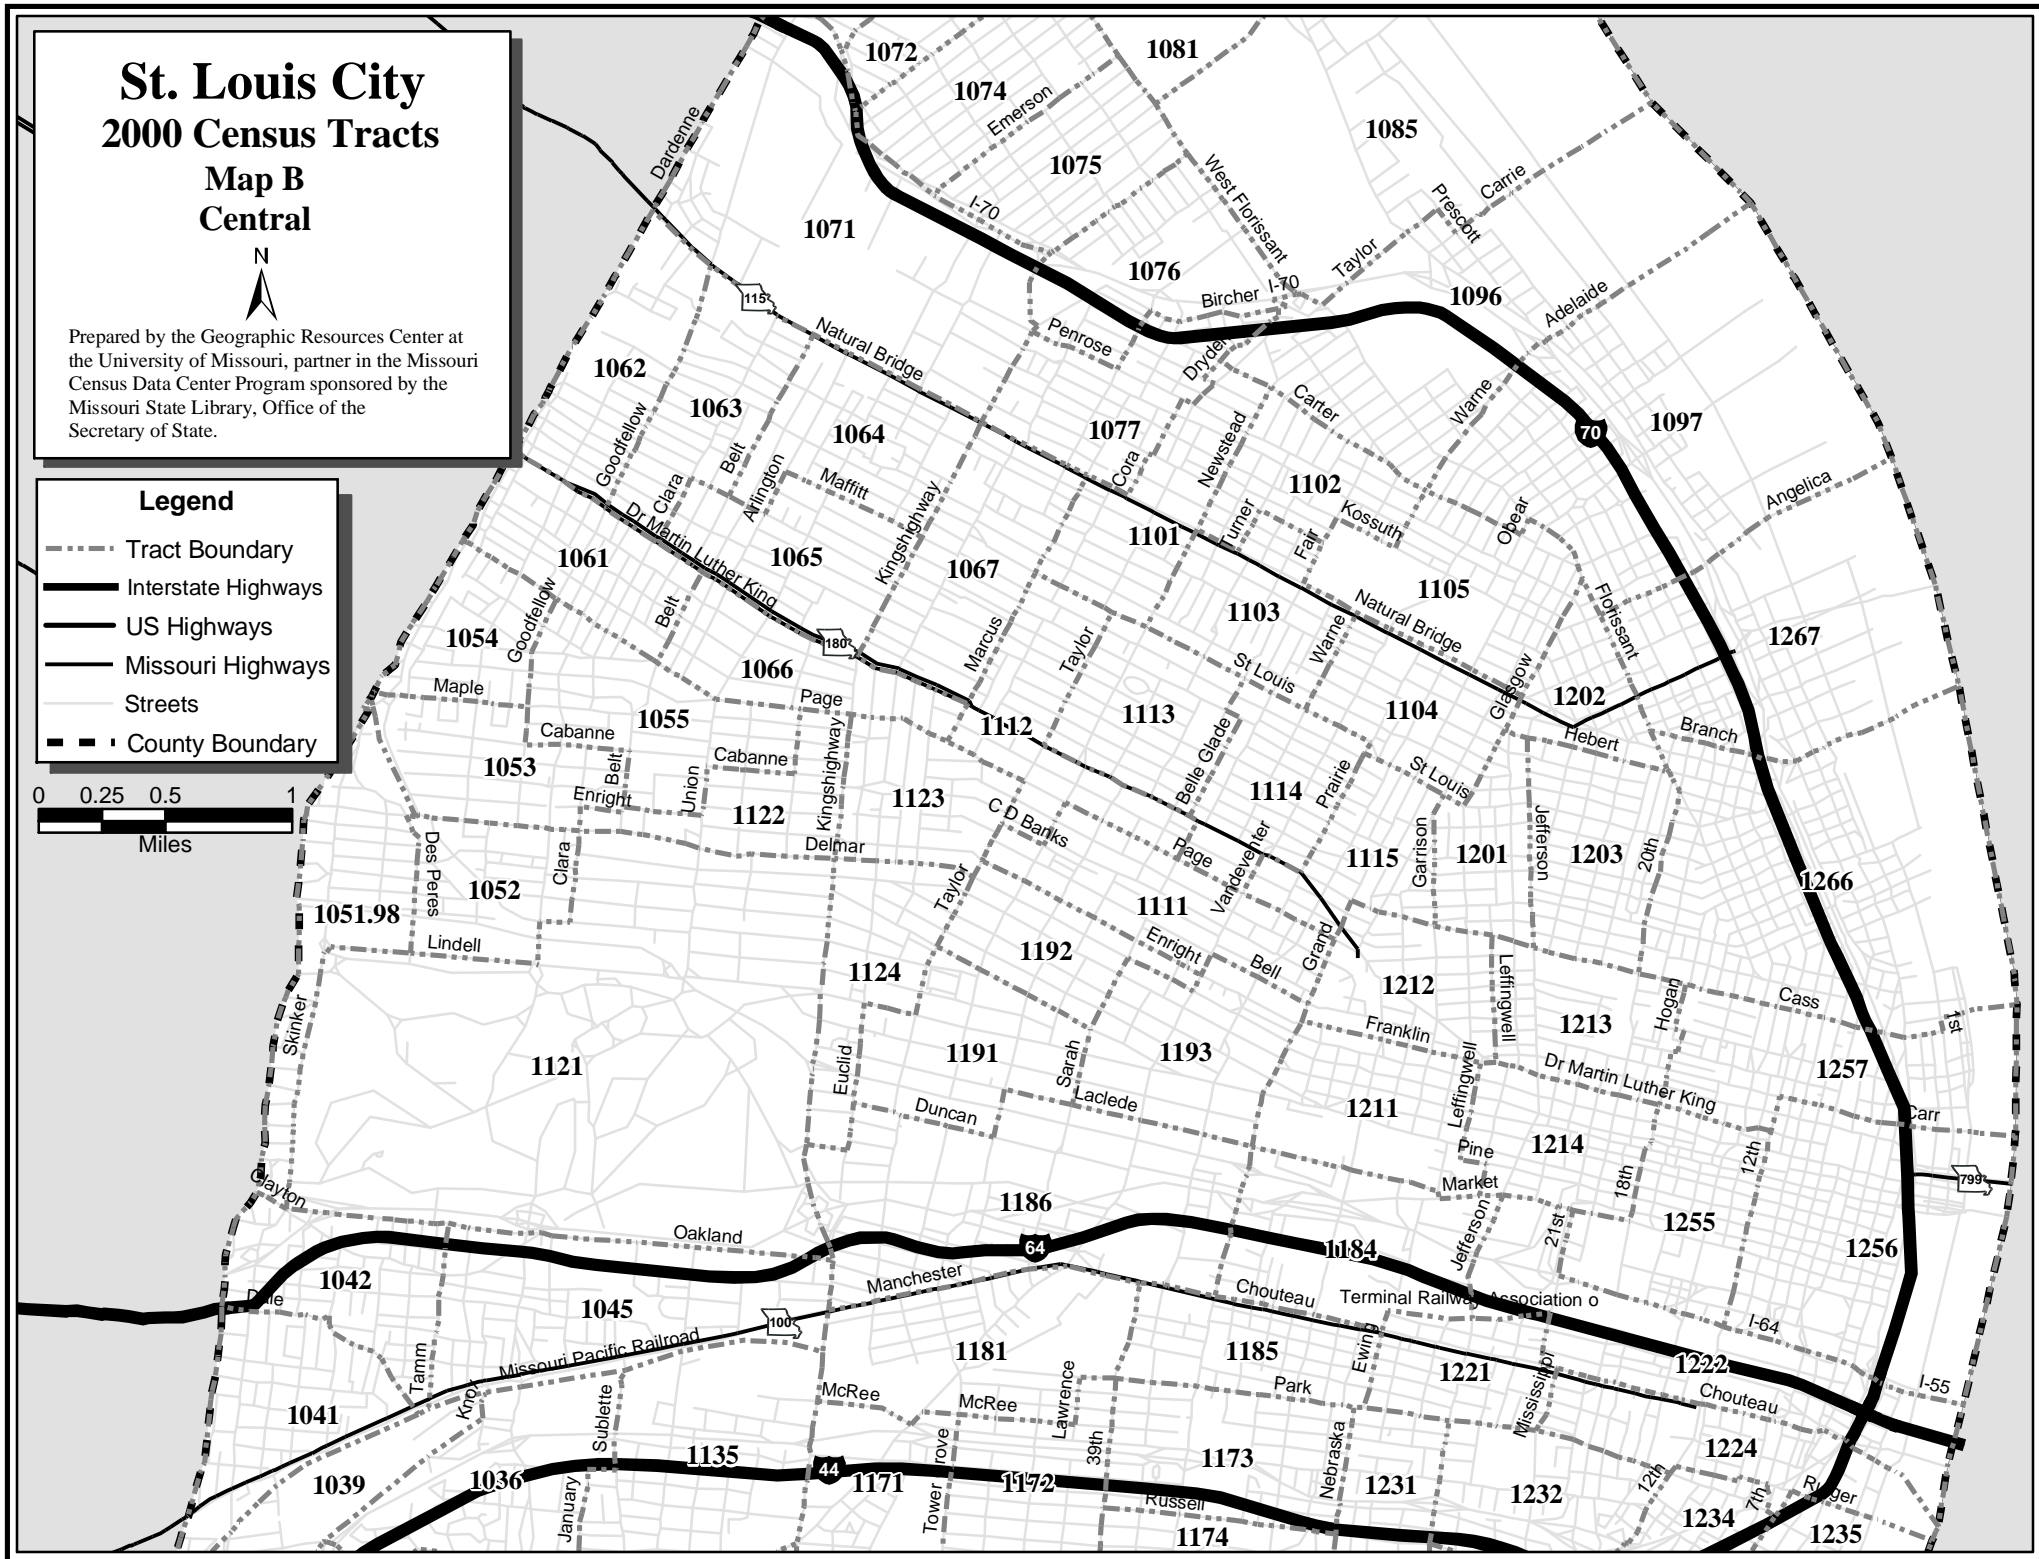 St. Louis City
2000 Census Tracts
Map B
Central
N
Prepared by the Geographic Resources Center at
the University of Missouri, partner in the Missouri
Census Data Center Program sponsored by the
Missouri State Library, Office of the
Secretary of State.
Legend
Tract Boundary
Interstate Highways
US Highways
Missouri Highways
Streets
County Boundary
0 0.25 0.5 1
Miles
1072
1081
1074
Emerson
1085
Dardenne
1075
West Florissant
Carrie
Prescott
I-70
1071
Taylor
1076
I-70
Bircher
1096
Adelaide
115
Natural Bridge
Penrose
Dryden
1062
1063
Carter
Warne
1097
70
Goodfellow
Belt
1064
1077
Cora
Newstead
Clara
Arlington
Maffitt
1102
Angelica
Kingshighway
Dr Martin Luther King
Turner
Fair
Kossuth
Obear
1061
1065
1067
1101
1105
Goodfellow
Belt
1103
Natural Bridge
Florissant
1054
180
Marcus
Taylor
Warne
1267
1066
St Louis
Glasgow
1202
Maple
Page
1055
1112
1113
1104
Cabanne
Hebert
Branch
1053
Belt
Cabanne
Kingshighway
Belle Glade
Enright
Union
1122
1123
C D Banks
1114
Prairie
St Louis
Delmar
Page
Vandeventer
1115
Garrison
1201
Jefferson
1203
20th
Des Peres
Clara
1052
Taylor
1266
1051.98
1111
Lindell
1192
Enright
Bell
Grand
1124
1212
Leffingwell
Hogan
Cass
1st
Skinker
Franklin
1213
1121
Euclid
1191
Sarah
1193
Dr Martin Luther King
1257
Duncan
Laclede
1211
Leffingwell
Carr
Pine
1214
12th
Clayton
Market
18th
799
1186
Oakland
64
1184
Jefferson
21st
1255
1256
1042
Manchester
Dale
1045
Chouteau
Terminal Railway Association o
100
Missouri Pacific Railroad
I-64
Tamm
1181
1185
Ewing
1221
Mississippi
1222
I-55
Knox
McRee
McRee
Lawrence
Park
Chouteau
1041
Sublette
39th
1135
44
1173
Nebraska
1224
1039
1036
1171
1172
1231
1232
12th
7th
Rutger
January
Tower Grove
Russell
1174
1234
1235